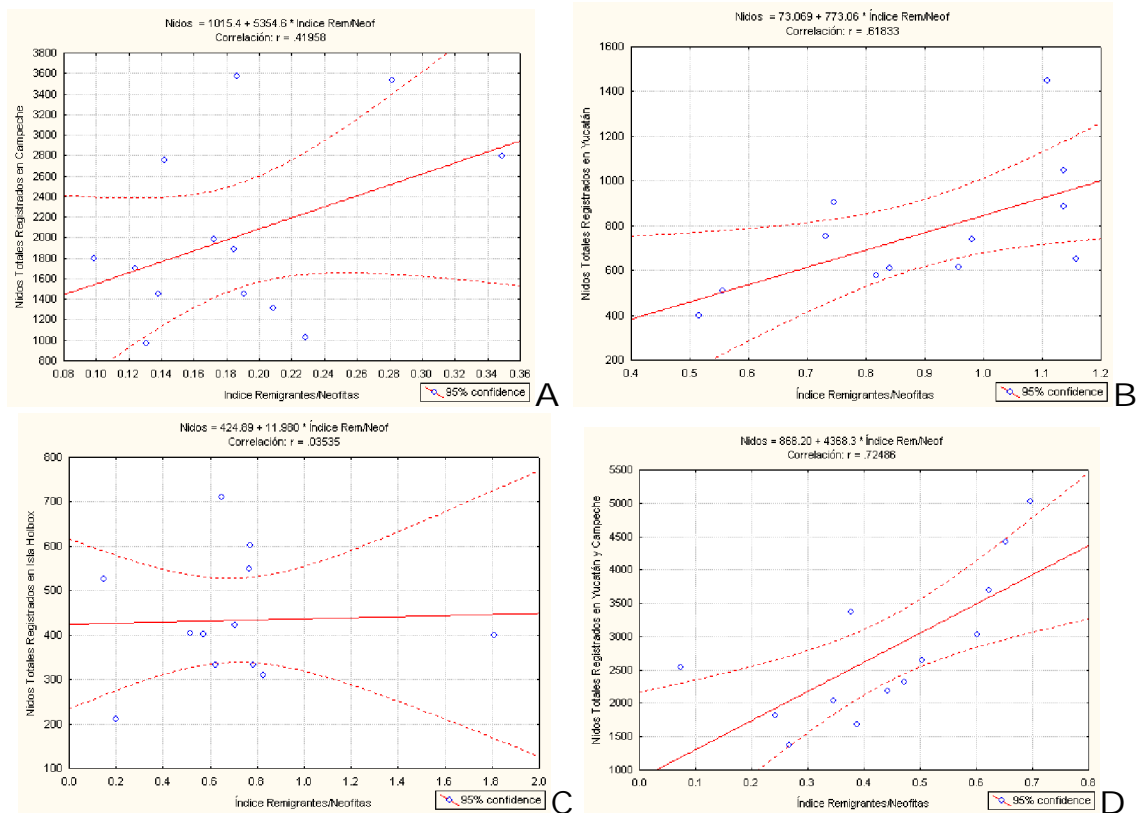 Nidos = 1015.4 + 5354.6 * Indice Rem/Neof
Correlación: r = .41958
Nidos Totales Registrados en Campeche
3800
3600
3400
3200
3000
2800
2600
2400
2200
2000
1800
1600
1400
1200
1000
800
0.08 0.10 0.12 0.14 0.16 0.18 0.20 0.22 0.24 0.26 0.28 0.30 0.32 0.34 0.36
Indice Remigrantes/Neofitas
95% confidence
A
Nidos = 73.069 + 773.06 * Índice Rem/Neof
Correlación: r = .61833
Nidos Totales Registrados en Yucatán
1600
1400
1200
1000
800
600
400
200
0.4 0.5 0.6 0.7 0.8 0.9 1.0 1.1 1.2
Índice Remigrantes/Neofitas
95% confidence
B
Nidos = 424.69 + 11.980 * Índice Rem/Neof
Correlación: r = .03535
Nidos Totales Registrados en Isla Holbox
800
700
600
500
400
300
200
100
0.0 0.2 0.4 0.6 0.8 1.0 1.2 1.4 1.6 1.8 2.0
Índice Remigrantes/Neofitas
95% confidence
C
Nidos = 868.20 + 4368.3 * Índice Rem/Neof
Correlación: r = .72486
Nidos Totales Registrados en Yucatán y Campeche
5500
5000
4500
4000
3500
3000
2500
2000
1500
1000
0.0 0.1 0.2 0.3 0.4 0.5 0.6 0.7 0.8
Índice Remigrantes/Neofitas
95% confidence
D